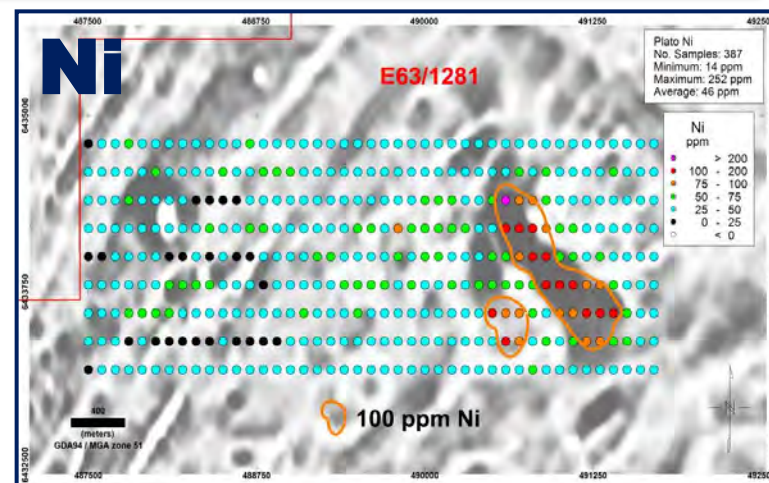 487500 488750 490000 491250 492500
Ni
E63/1281
Plato Ni
No. Samples: 387
Minimum: 14 ppm
Maximum: 252 ppm
Average: 46 ppm
Ni
ppm
> 200
100 - 200
75 - 100
50 - 75
25 - 50
0 - 25
< 0
6435000
6433750
6432500
400
(meters)
GDA94 / MGA zone 51
100 ppm Ni
487500 488750 490000 491250 492500